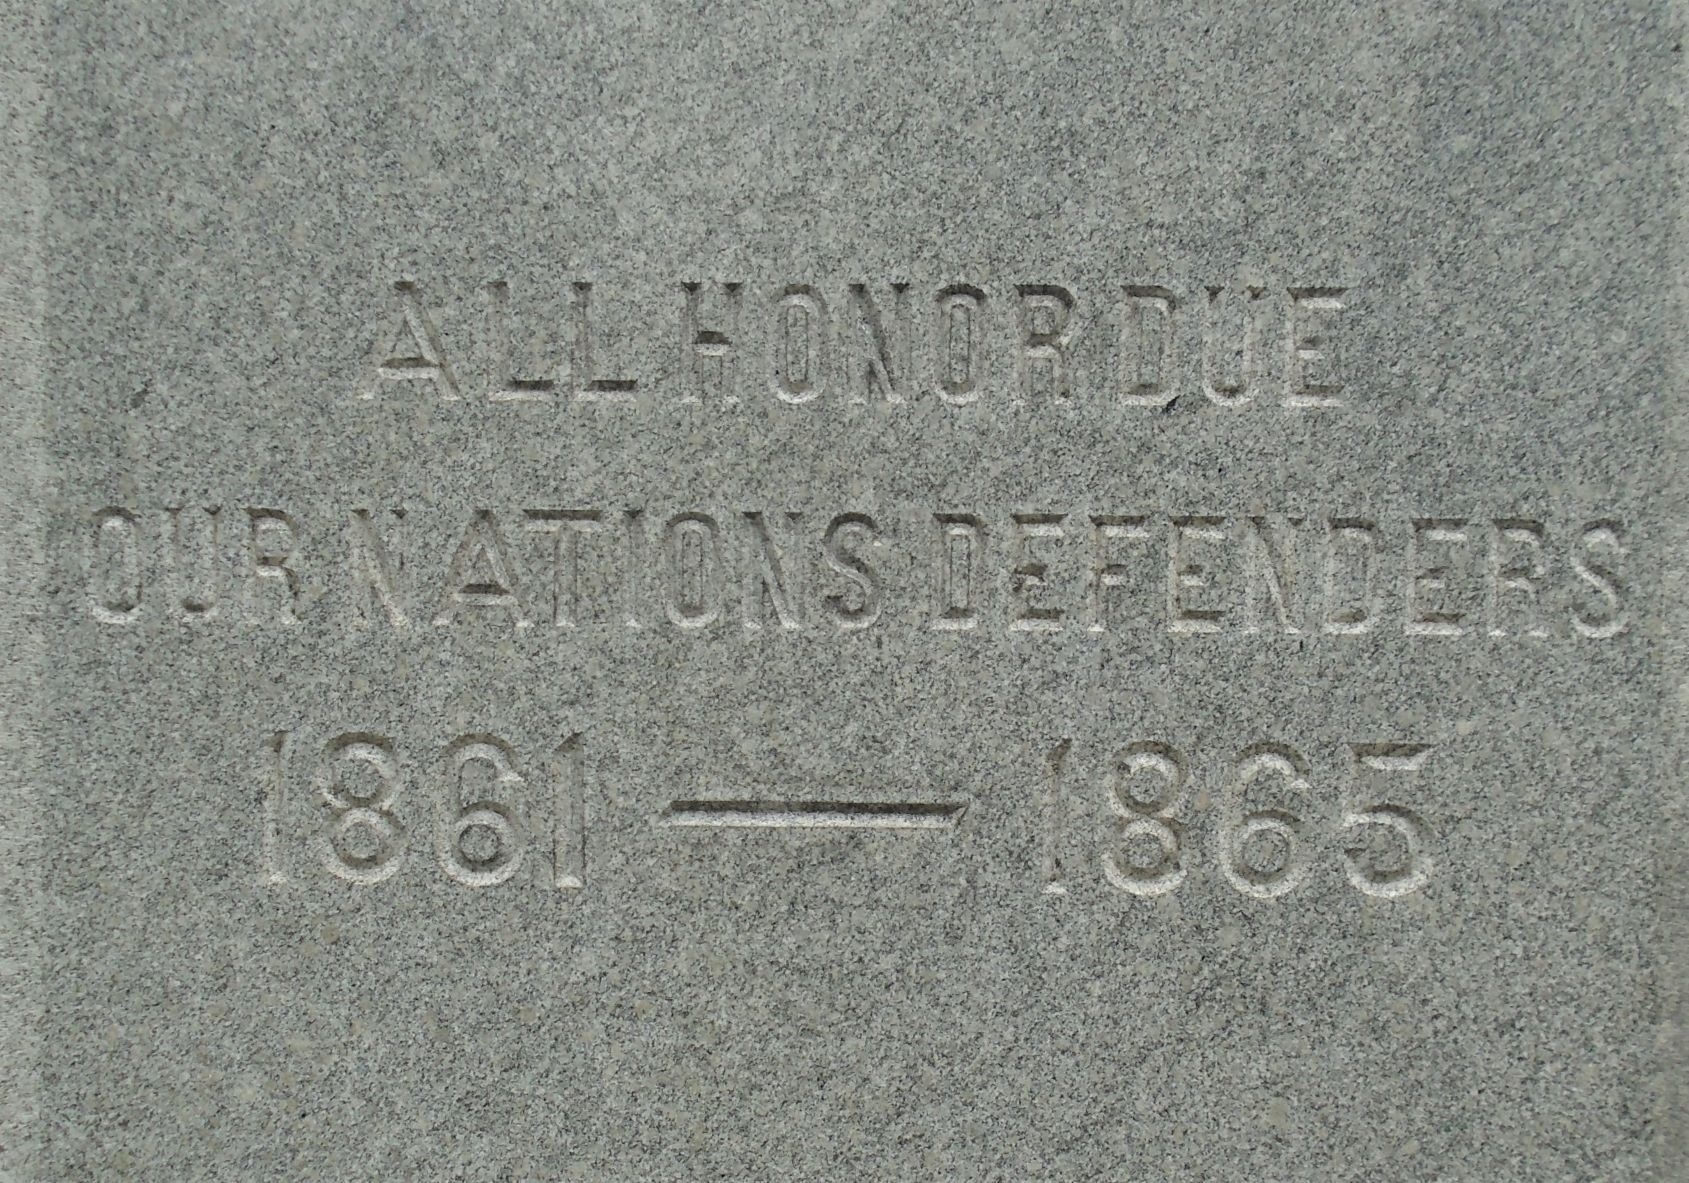 ALL HONOR DUE
OUR NATIONS DEFENDERS
1861 — 1865